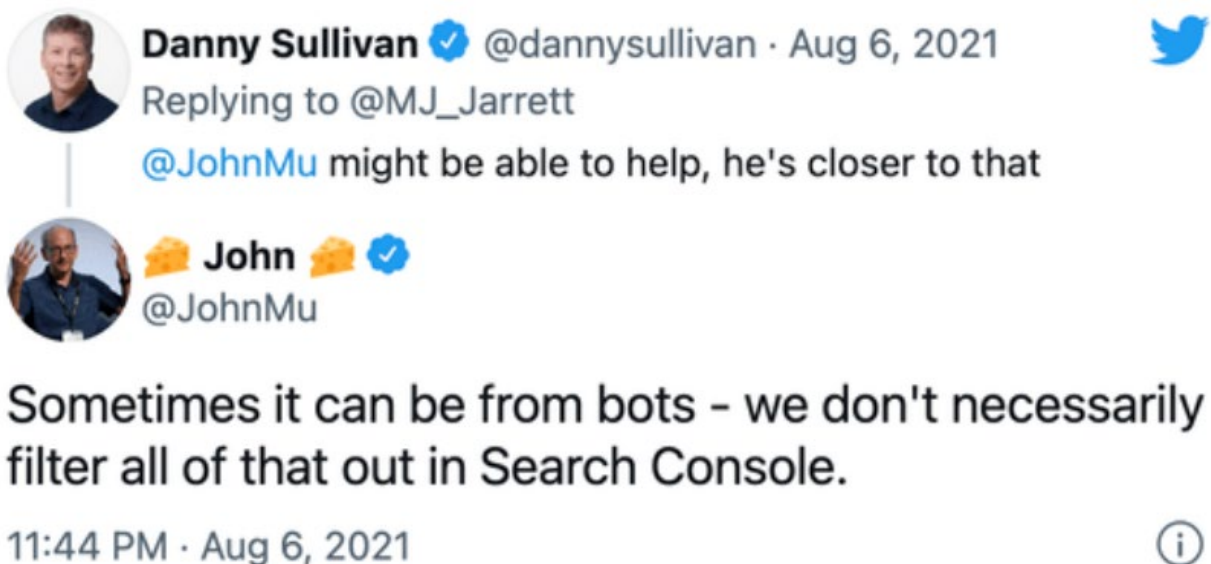 Danny Sullivan @dannysullivan · Aug 6, 2021
Replying to @MJ_Jarrett
@JohnMu might be able to help, he's closer to that
🧀 John 🧀
@JohnMu
Sometimes it can be from bots – we don't necessarily
filter all of that out in Search Console.
11:44 PM · Aug 6, 2021